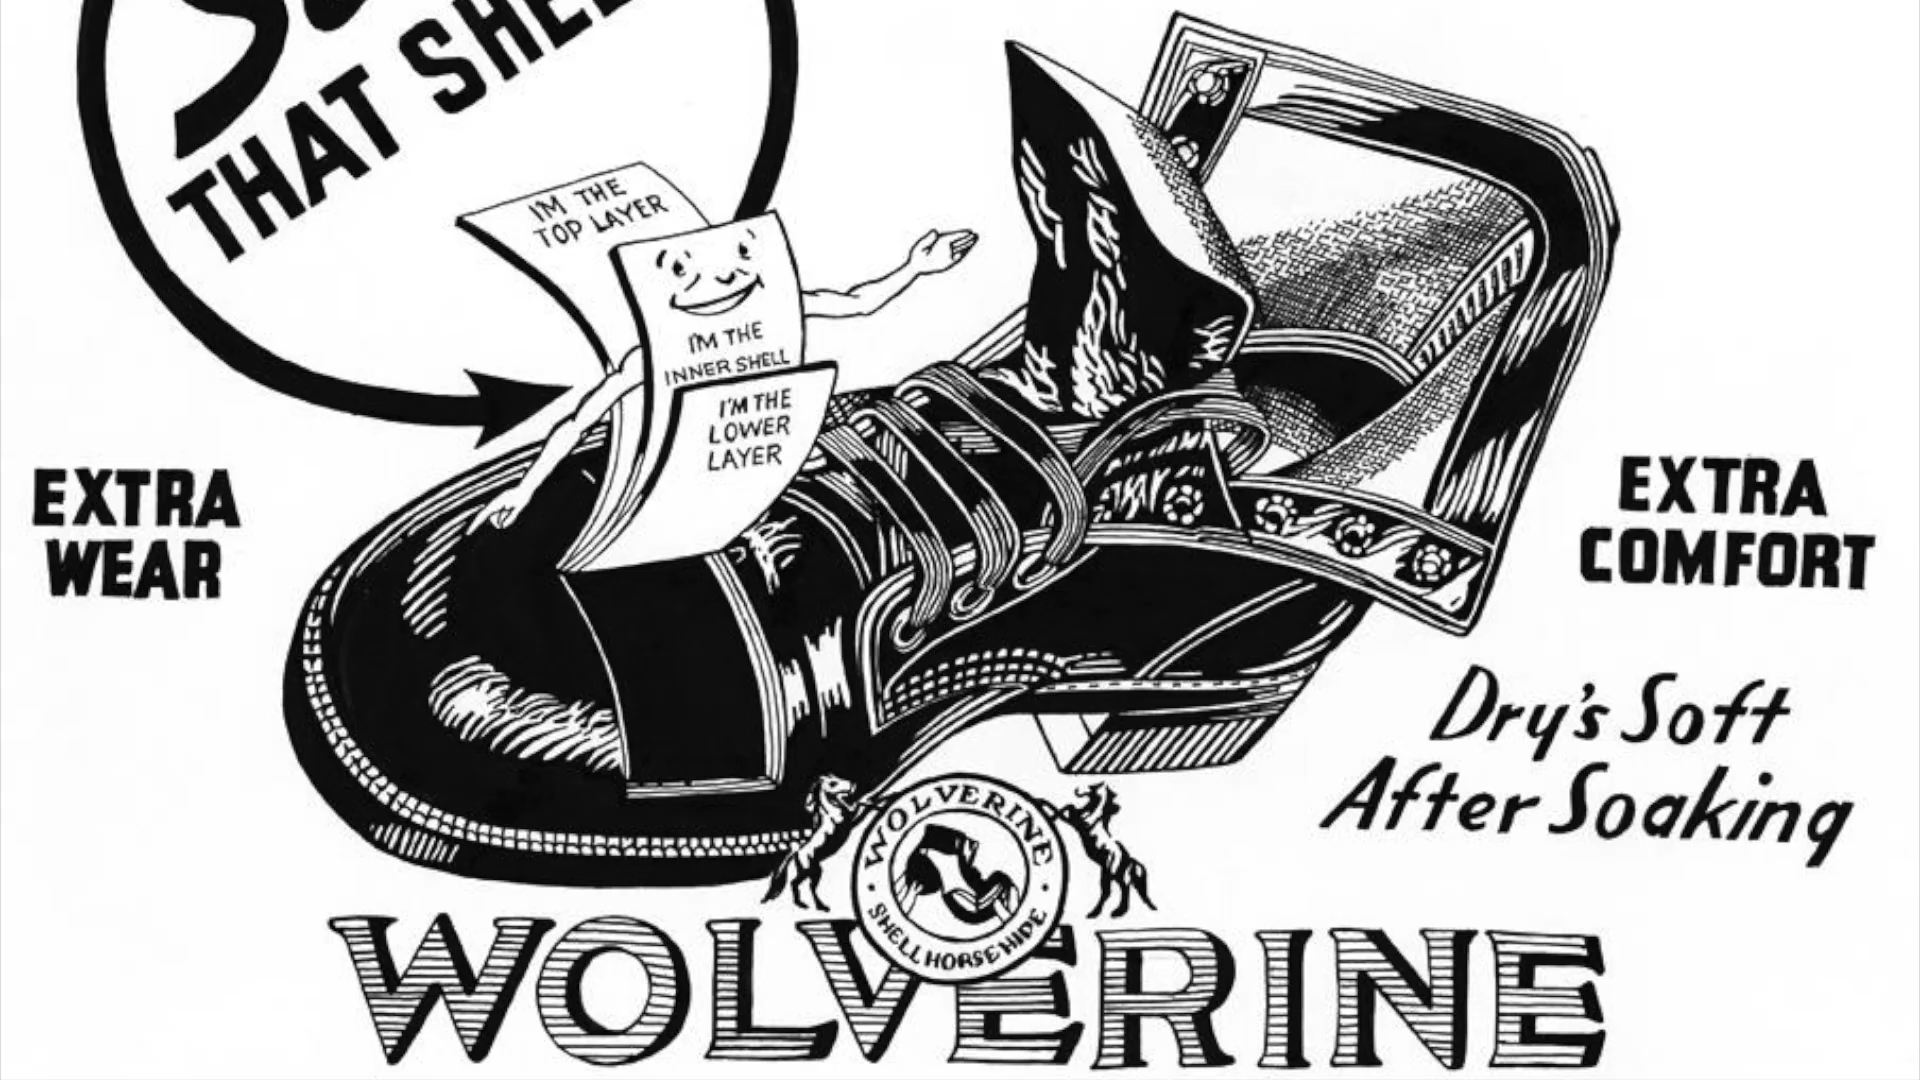 THAT
I'M THE
TOP LAYER
I'M THE
INNER SHELL
I'M THE
LOWER
LAYER
EXTRA
WEAR
EXTRA
COMFORT
Dry's Soft
After Soaking
WOLVERINE
SHELL HORSE HIDE
WOLVERINE